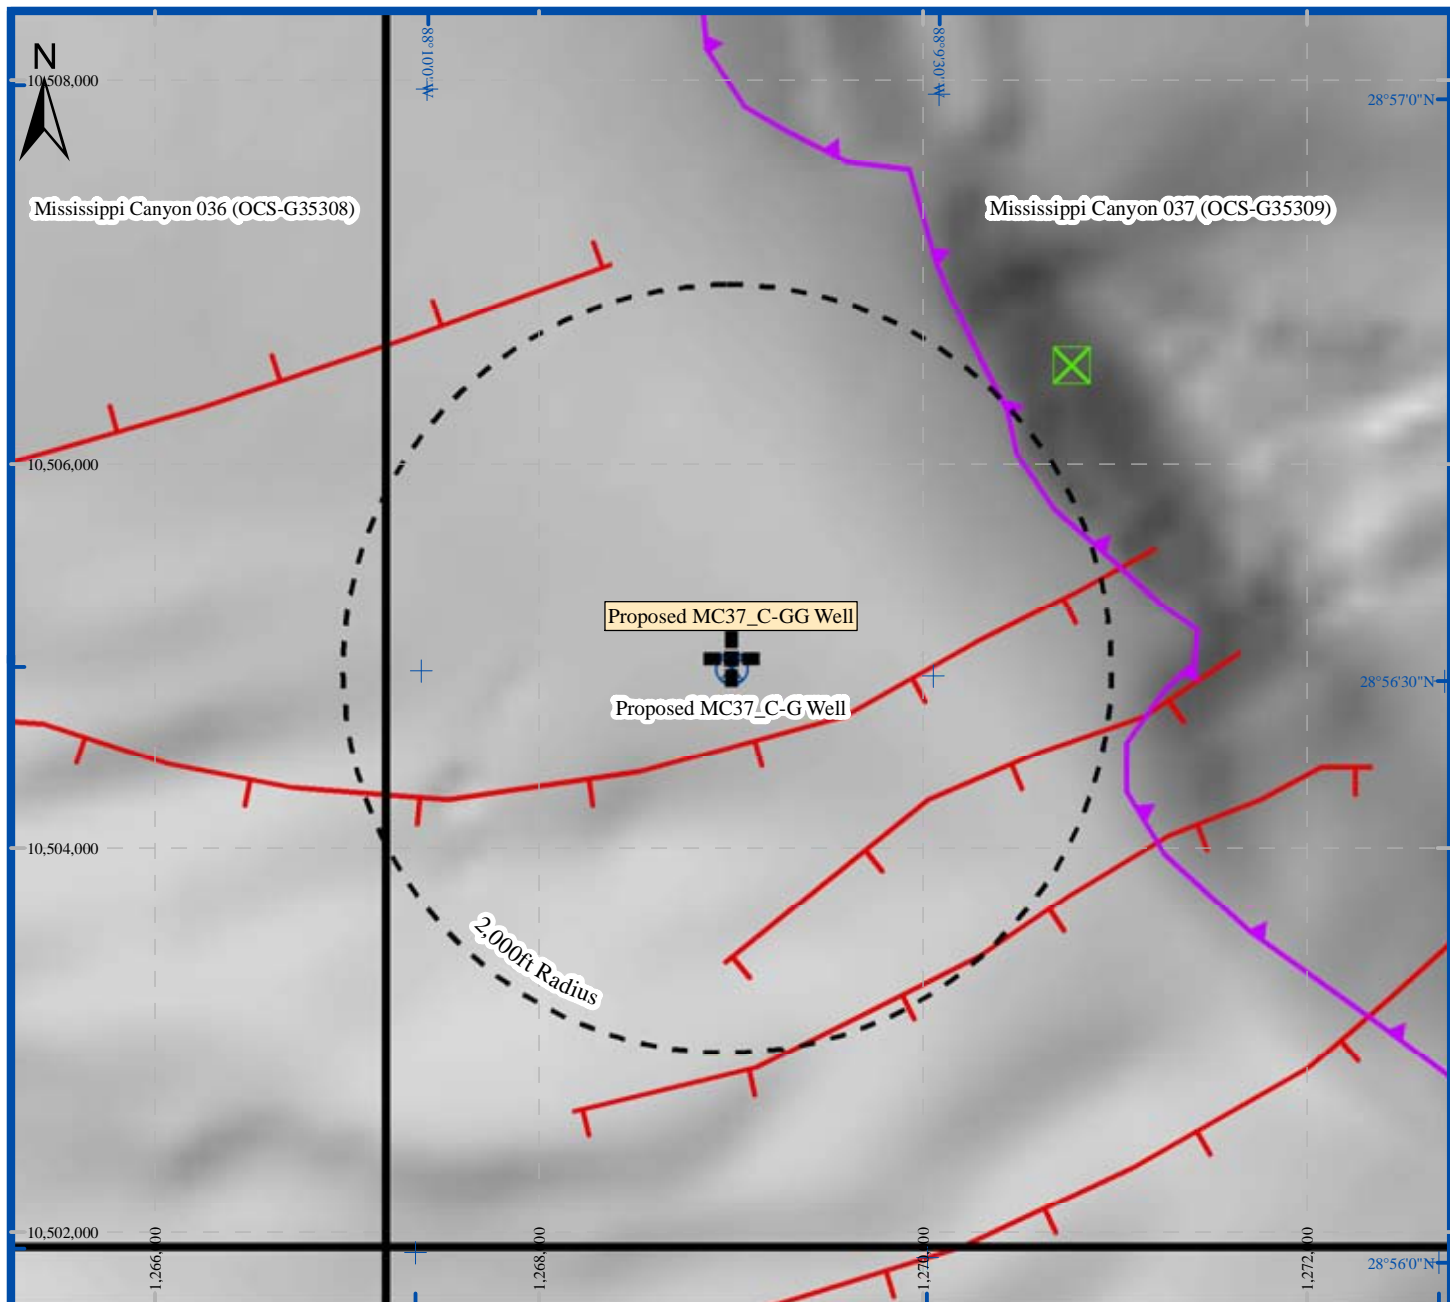 N
88°10'0"W
88°9'30"W
10,508,000
28°57'0"N
Mississippi Canyon 036 (OCS-G35308)
Mississippi Canyon 037 (OCS-G35309)
10,506,000
Proposed MC37_C-GG Well
28°56'30"N
Proposed MC37_C-G Well
10,504,000
2,000ft Radius
10,502,000
28°56'0"N
1,266,000
1,268,000
1,270,000
1,272,000